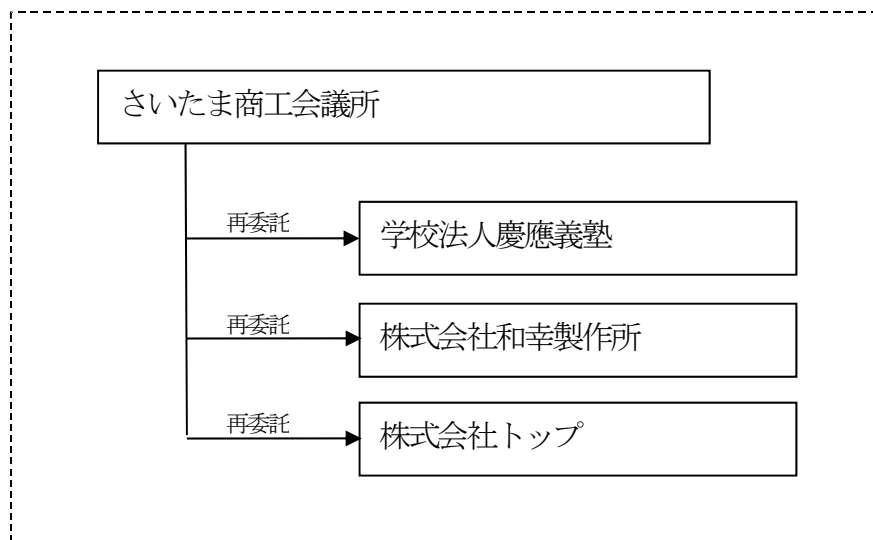 さいたま商工会議所
再委託
学校法人慶應義塾
再委託
株式会社和幸製作所
再委託
株式会社トップ